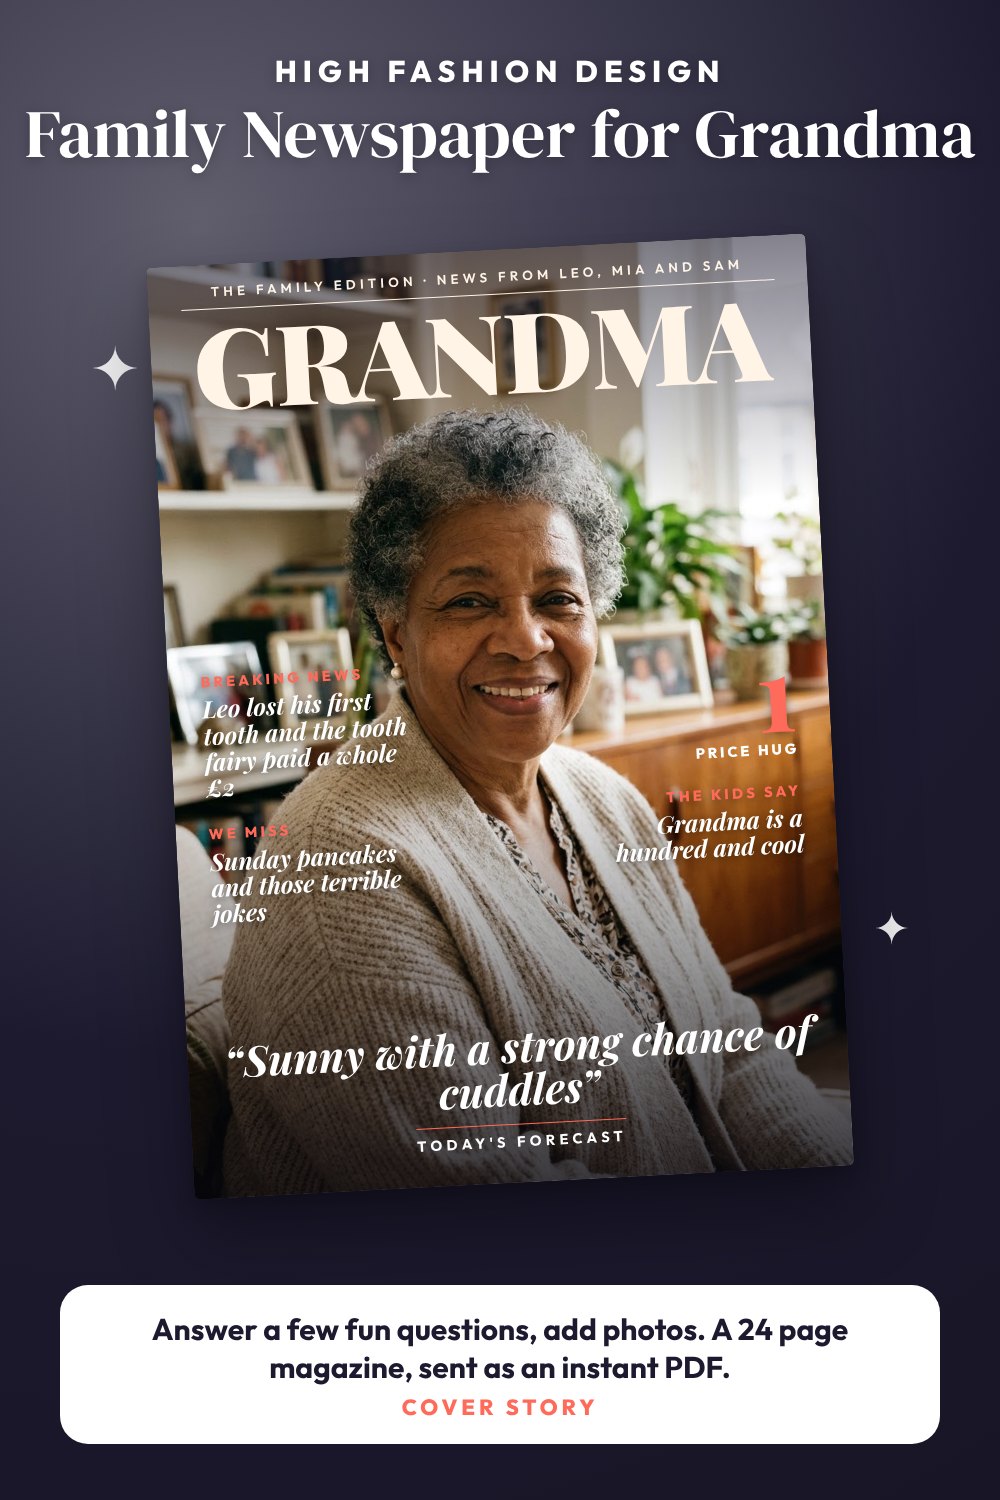 HIGH FASHION DESIGN
Family Newspaper for Grandma
THE FAMILY EDITION · NEWS FROM LEO, MIA AND SAM
GRANDMA
BREAKING NEWS
Leo lost his first
tooth and the tooth
fairy paid a whole
£2
WE MISS
Sunday pancakes
and those terrible
jokes
1
PRICE HUG
THE KIDS SAY
Grandma is a
hundred and cool
“Sunny with a strong chance of
cuddles”
TODAY'S FORECAST
Answer a few fun questions, add photos. A 24 page
magazine, sent as an instant PDF.
COVER STORY